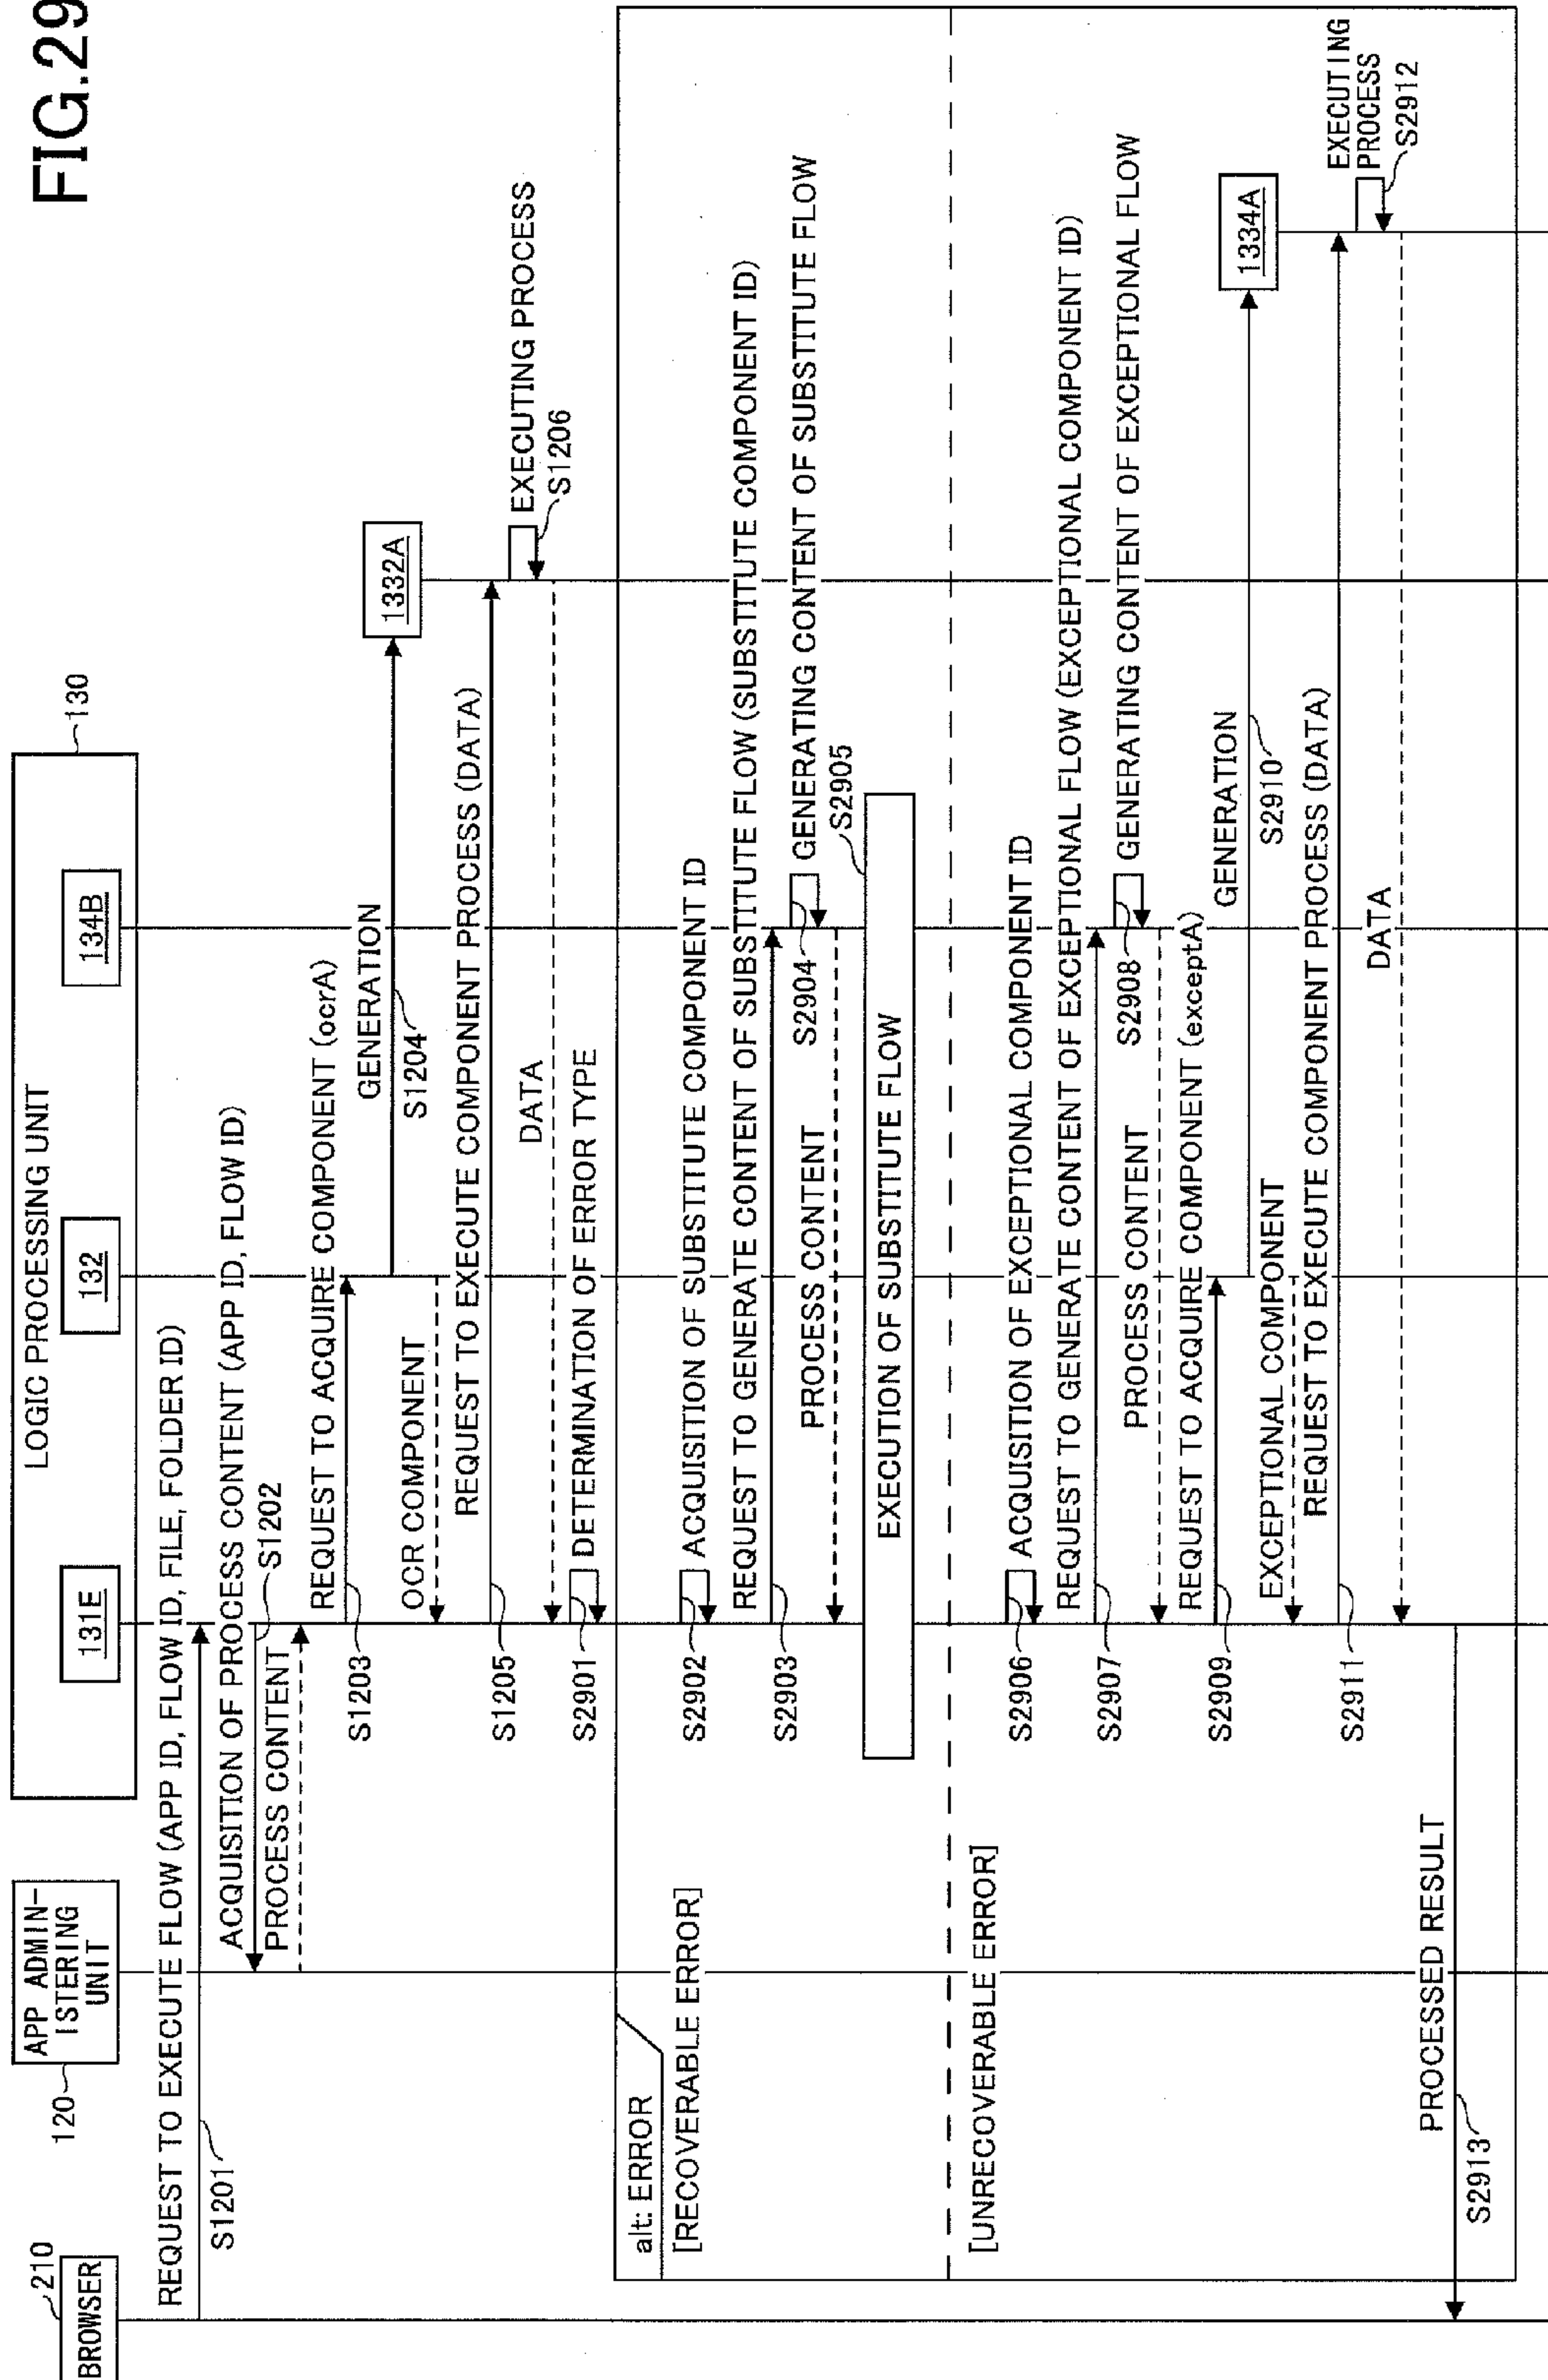 FIG.29
LOGIC PROCESSING UNIT
130
APP ADMIN-
ISTERING
UNIT
120
BROWSER
210
131E
132
134B
REQUEST TO EXECUTE FLOW (APP ID, FLOW ID, FILE, FOLDER ID)
S1201
ACQUISITION OF PROCESS CONTENT (APP ID, FLOW ID)
S1202
PROCESS CONTENT
REQUEST TO ACQUIRE COMPONENT (ocrA)
S1203
GENERATION
S1204
1332A
OCR COMPONENT
REQUEST TO EXECUTE COMPONENT PROCESS (DATA)
S1205
EXECUTING PROCESS
S1206
DATA
DETERMINATION OF ERROR TYPE
S2901
alt: ERROR
[RECOVERABLE ERROR]
ACQUISITION OF SUBSTITUTE COMPONENT ID
S2902
REQUEST TO GENERATE CONTENT OF SUBSTITUTE FLOW (SUBSTITUTE COMPONENT ID)
S2903
GENERATING CONTENT OF SUBSTITUTE FLOW
S2904
PROCESS CONTENT
S2905
EXECUTION OF SUBSTITUTE FLOW
[UNRECOVERABLE ERROR]
ACQUISITION OF EXCEPTIONAL COMPONENT ID
S2906
REQUEST TO GENERATE CONTENT OF EXCEPTIONAL FLOW (EXCEPTIONAL COMPONENT ID)
S2907
GENERATING CONTENT OF EXCEPTIONAL FLOW
S2908
PROCESS CONTENT
REQUEST TO ACQUIRE COMPONENT (exceptA)
S2909
GENERATION
S2910
1334A
EXCEPTIONAL COMPONENT
REQUEST TO EXECUTE COMPONENT PROCESS (DATA)
S2911
EXECUTING
PROCESS
S2912
DATA
PROCESSED RESULT
S2913